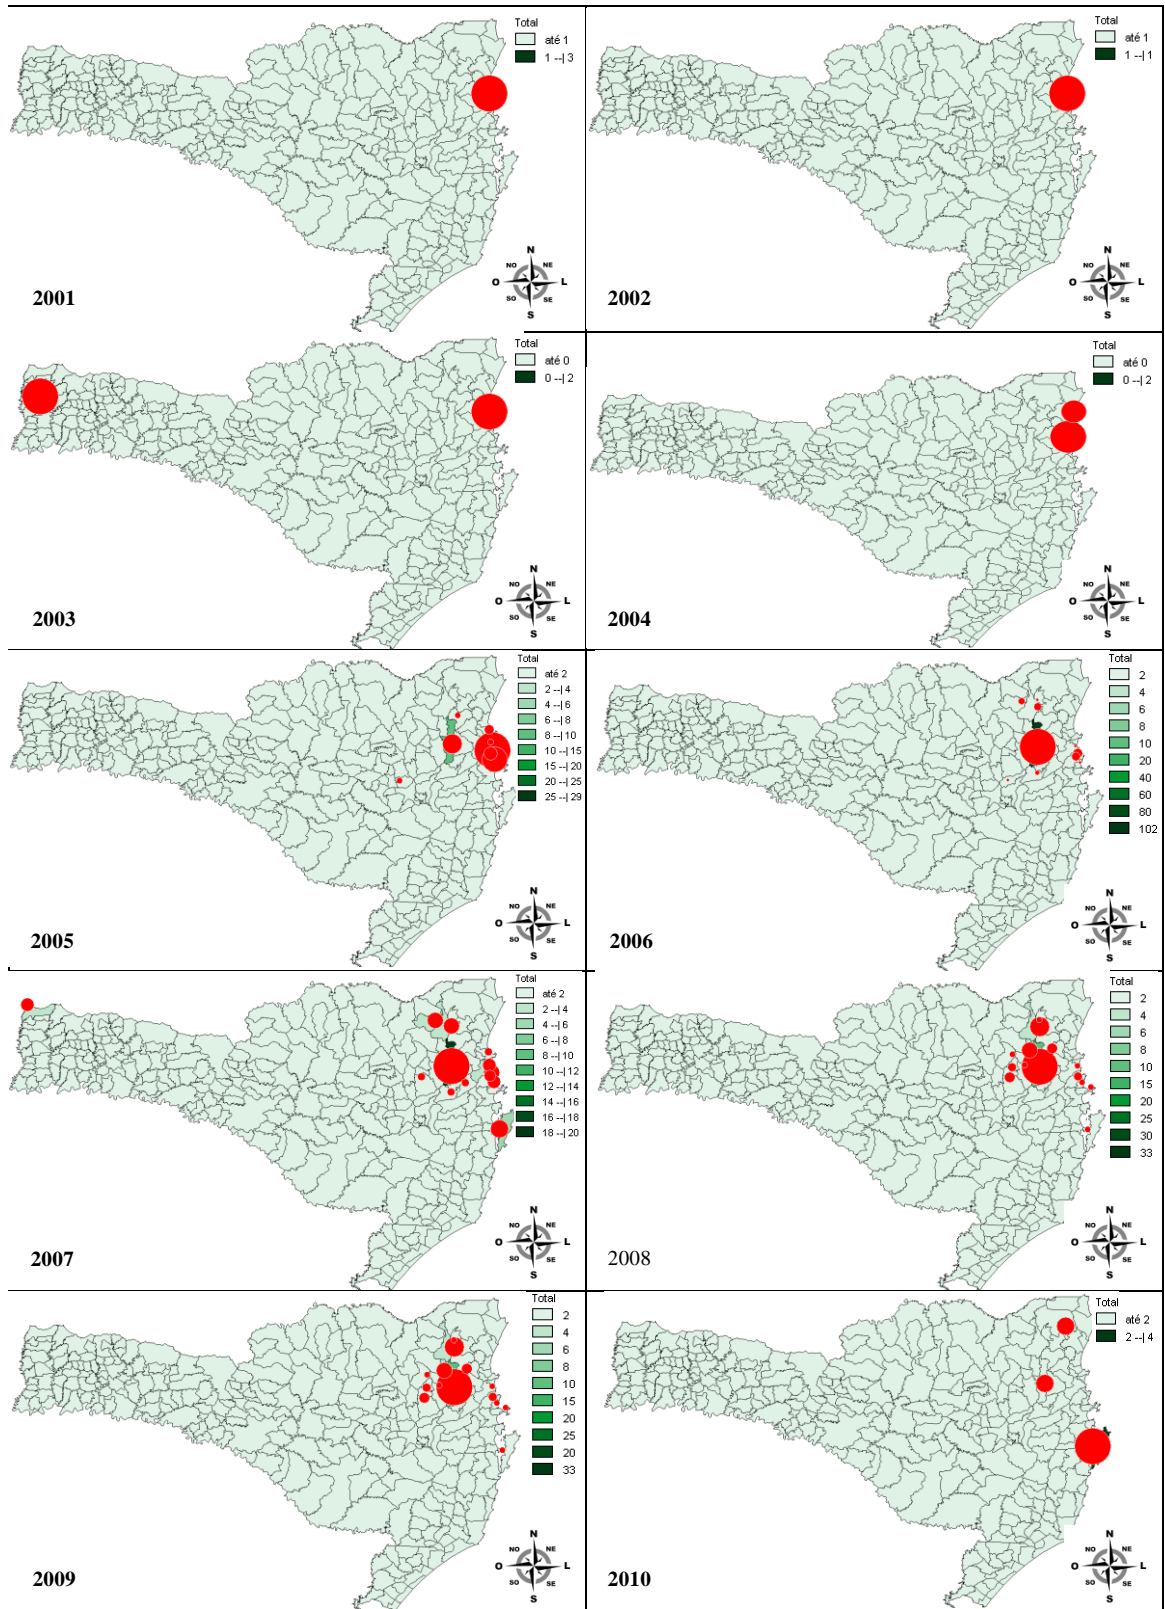 Total
até 1
1 --| 3
N
NO NE
O L
SO SE
S
2001
Total
até 1
1 --| 1
N
NO NE
O L
SO SE
S
2002
Total
até 0
0 --| 2
N
NO NE
O L
SO SE
S
2003
Total
até 0
0 --| 2
N
NO NE
O L
SO SE
S
2004
Total
até 2
2 --| 4
4 --| 6
6 --| 8
8 --| 10
10 --| 15
15 --| 20
20 --| 25
25 --| 29
N
NO NE
O L
SO SE
S
2005
Total
2
4
6
8
10
20
40
60
80
102
N
NO NE
O L
SO SE
S
2006
Total
até 2
2 --| 4
4 --| 6
6 --| 8
8 --| 10
10 --| 12
12 --| 14
14 --| 16
16 --| 18
18 --| 20
N
NO NE
O L
SO SE
S
2007
Total
2
4
6
8
10
15
20
25
30
33
N
NO NE
O L
SO SE
S
2008
Total
2
4
6
8
10
15
20
25
20
33
N
NO NE
O L
SO SE
S
2009
Total
até 2
2 --| 4
N
NO NE
O L
SO SE
S
2010